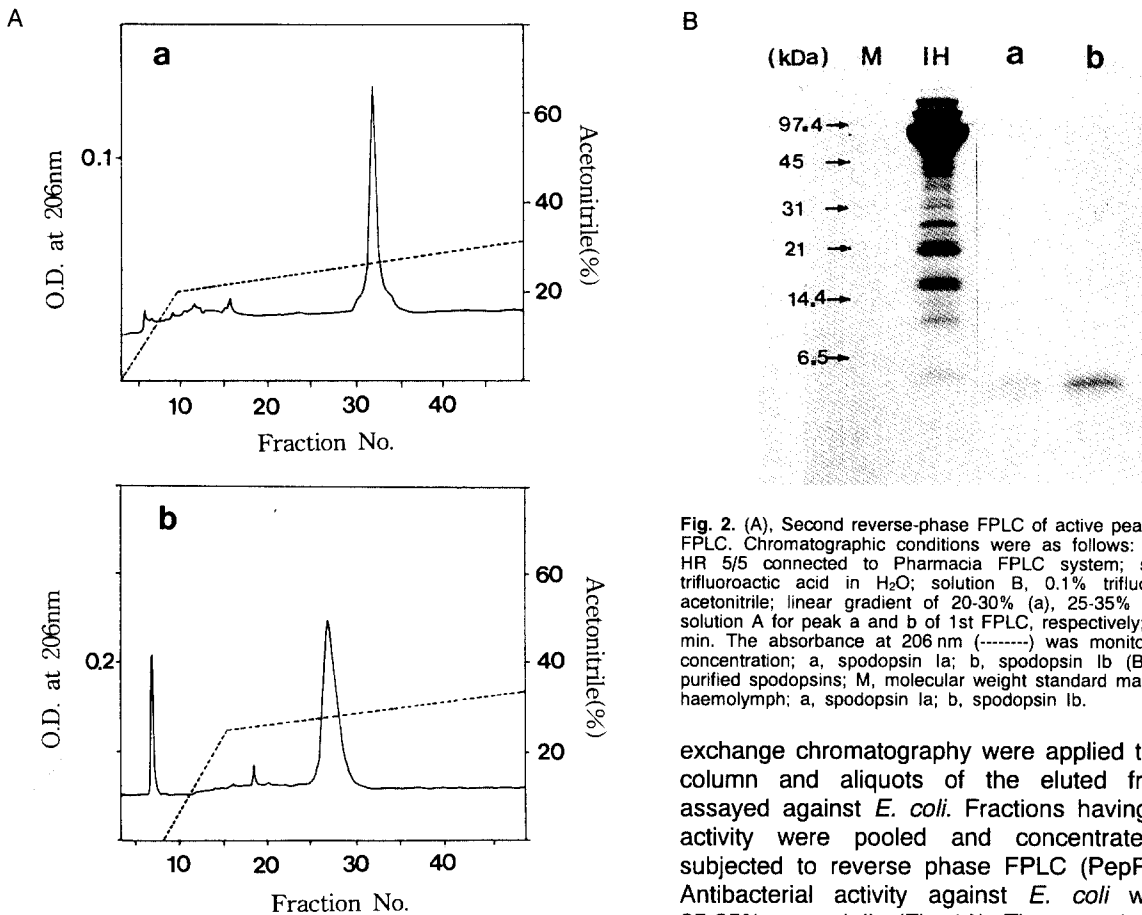 A
a
0.1
60
40
20
O.D. at 206nm
Acetonitrile(%)
10 20 30 40
Fraction No.
b
0.2
60
40
20
O.D. at 206nm
Acetonitrile(%)
10 20 30 40
Fraction No.
B
(kDa) M IH a b
97.4
45
31
21
14.4
6.5
Fig. 2. (A), Second reverse-phase FPLC of active pea
FPLC. Chromatographic conditions were as follows:
HR 5/5 connected to Pharmacia FPLC system; s
trifluoroactic acid in H₂O; solution B, 0.1% trifluo
acetonitrile; linear gradient of 20-30% (a), 25-35%
solution A for peak a and b of 1st FPLC, respectively;
min. The absorbance at 206 nm (--------) was monito
concentration; a, spodopsin Ia; b, spodopsin Ib (B
purified spodopsins; M, molecular weight standard ma
haemolymph; a, spodopsin Ia; b, spodopsin Ib.
exchange chromatography were applied t
column and aliquots of the eluted fr
assayed against E. coli. Fractions having
activity were pooled and concentrate
subjected to reverse phase FPLC (PepF
Antibacterial activity against E. coli w